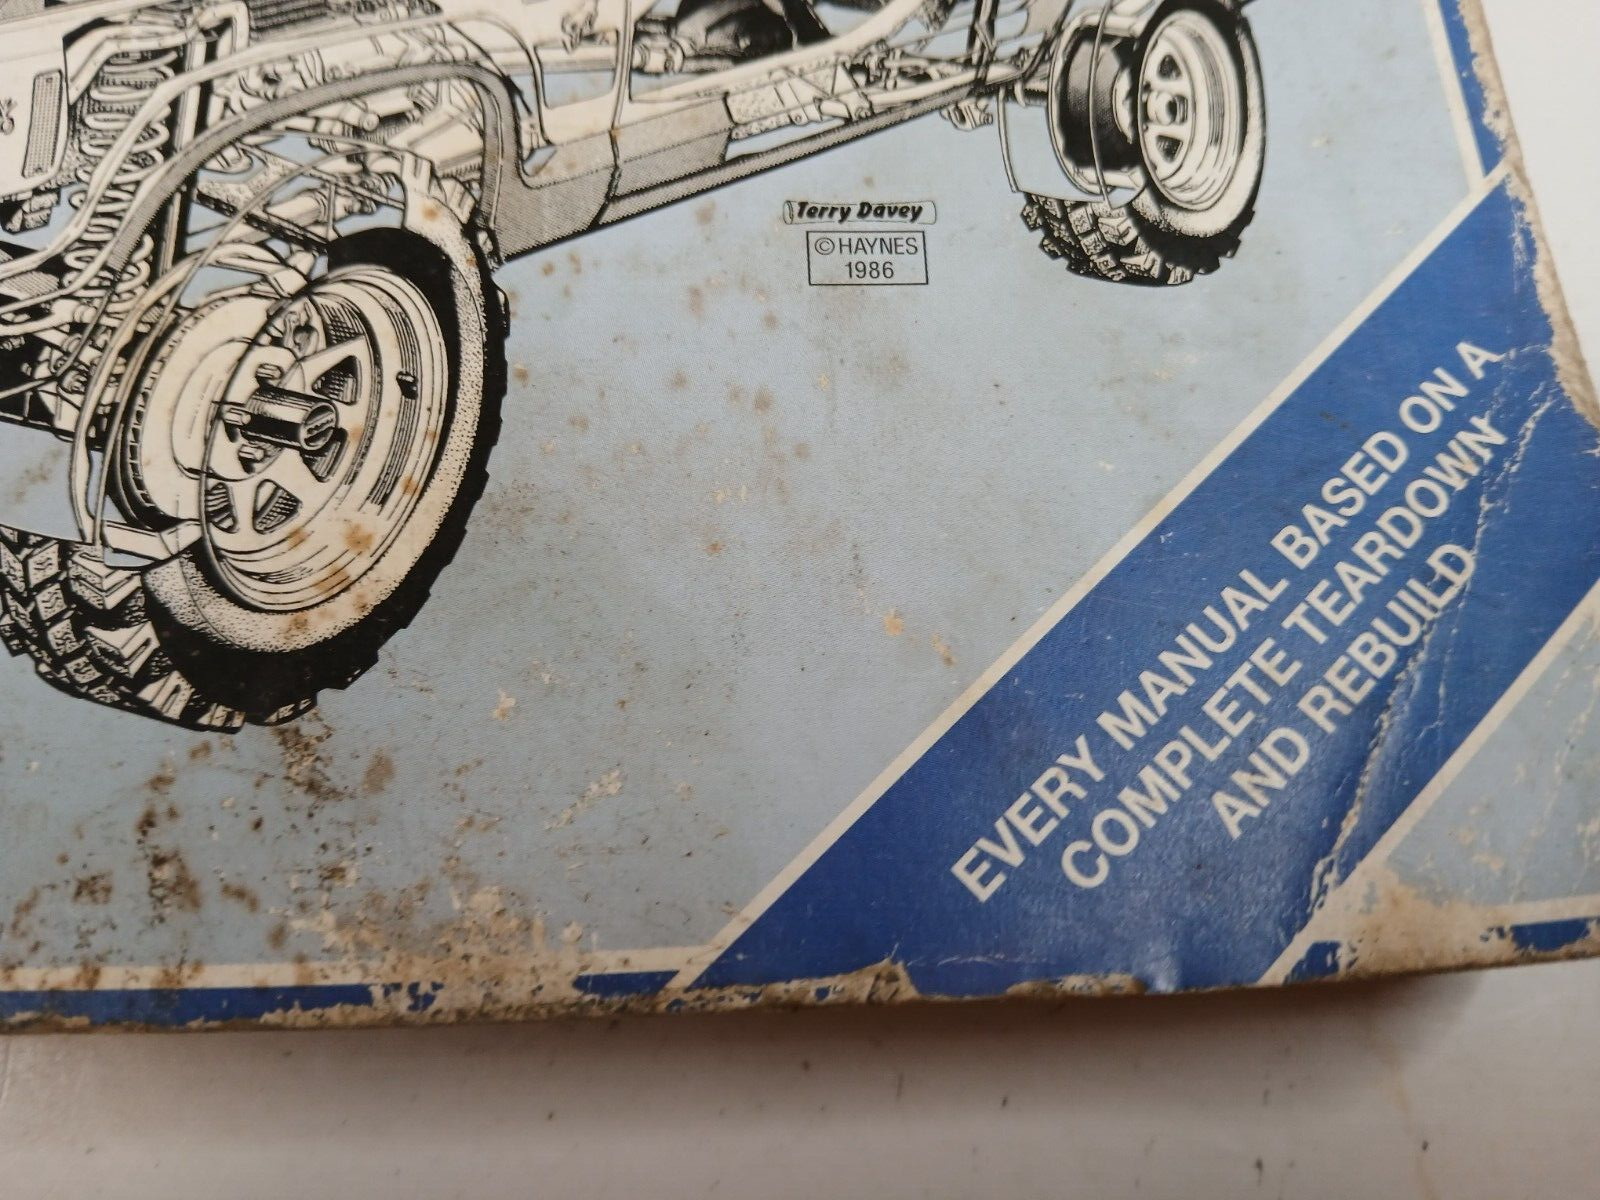 Terry Davey
© HAYNES
1986
EVERY MANUAL BASED ON A
COMPLETE TEARDOWN
AND REBUILD